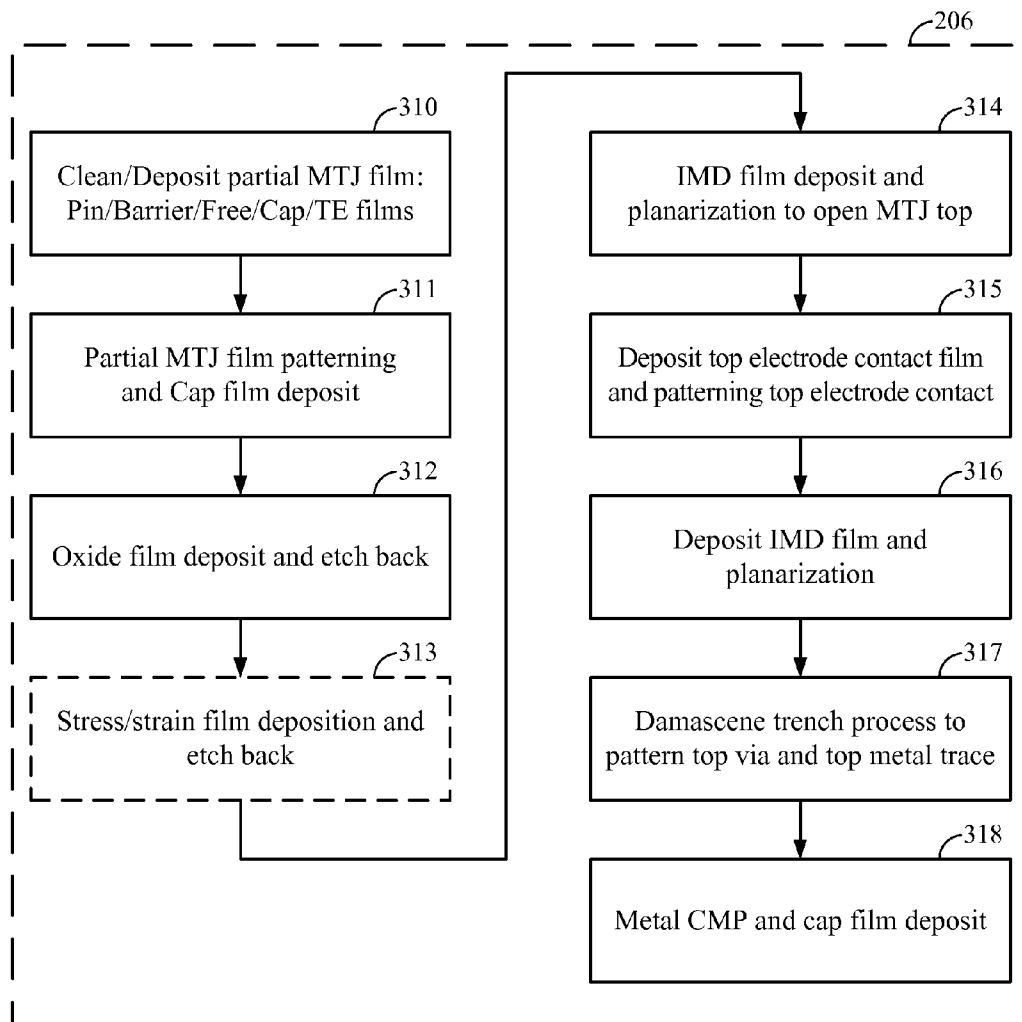 206
310
Clean/Deposit partial MTJ film:
Pin/Barrier/Free/Cap/TE films
311
Partial MTJ film patterning
and Cap film deposit
312
Oxide film deposit and etch back
313
Stress/strain film deposition and
etch back
314
IMD film deposit and
planarization to open MTJ top
315
Deposit top electrode contact film
and patterning top electrode contact
316
Deposit IMD film and
planarization
317
Damascene trench process to
pattern top via and top metal trace
318
Metal CMP and cap film deposit